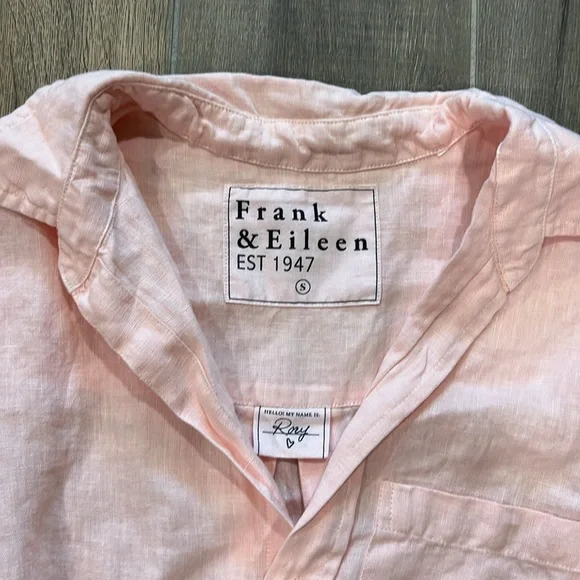 Frank
& Eileen
EST 1947
S
HELLO! MY NAME IS:
Rory